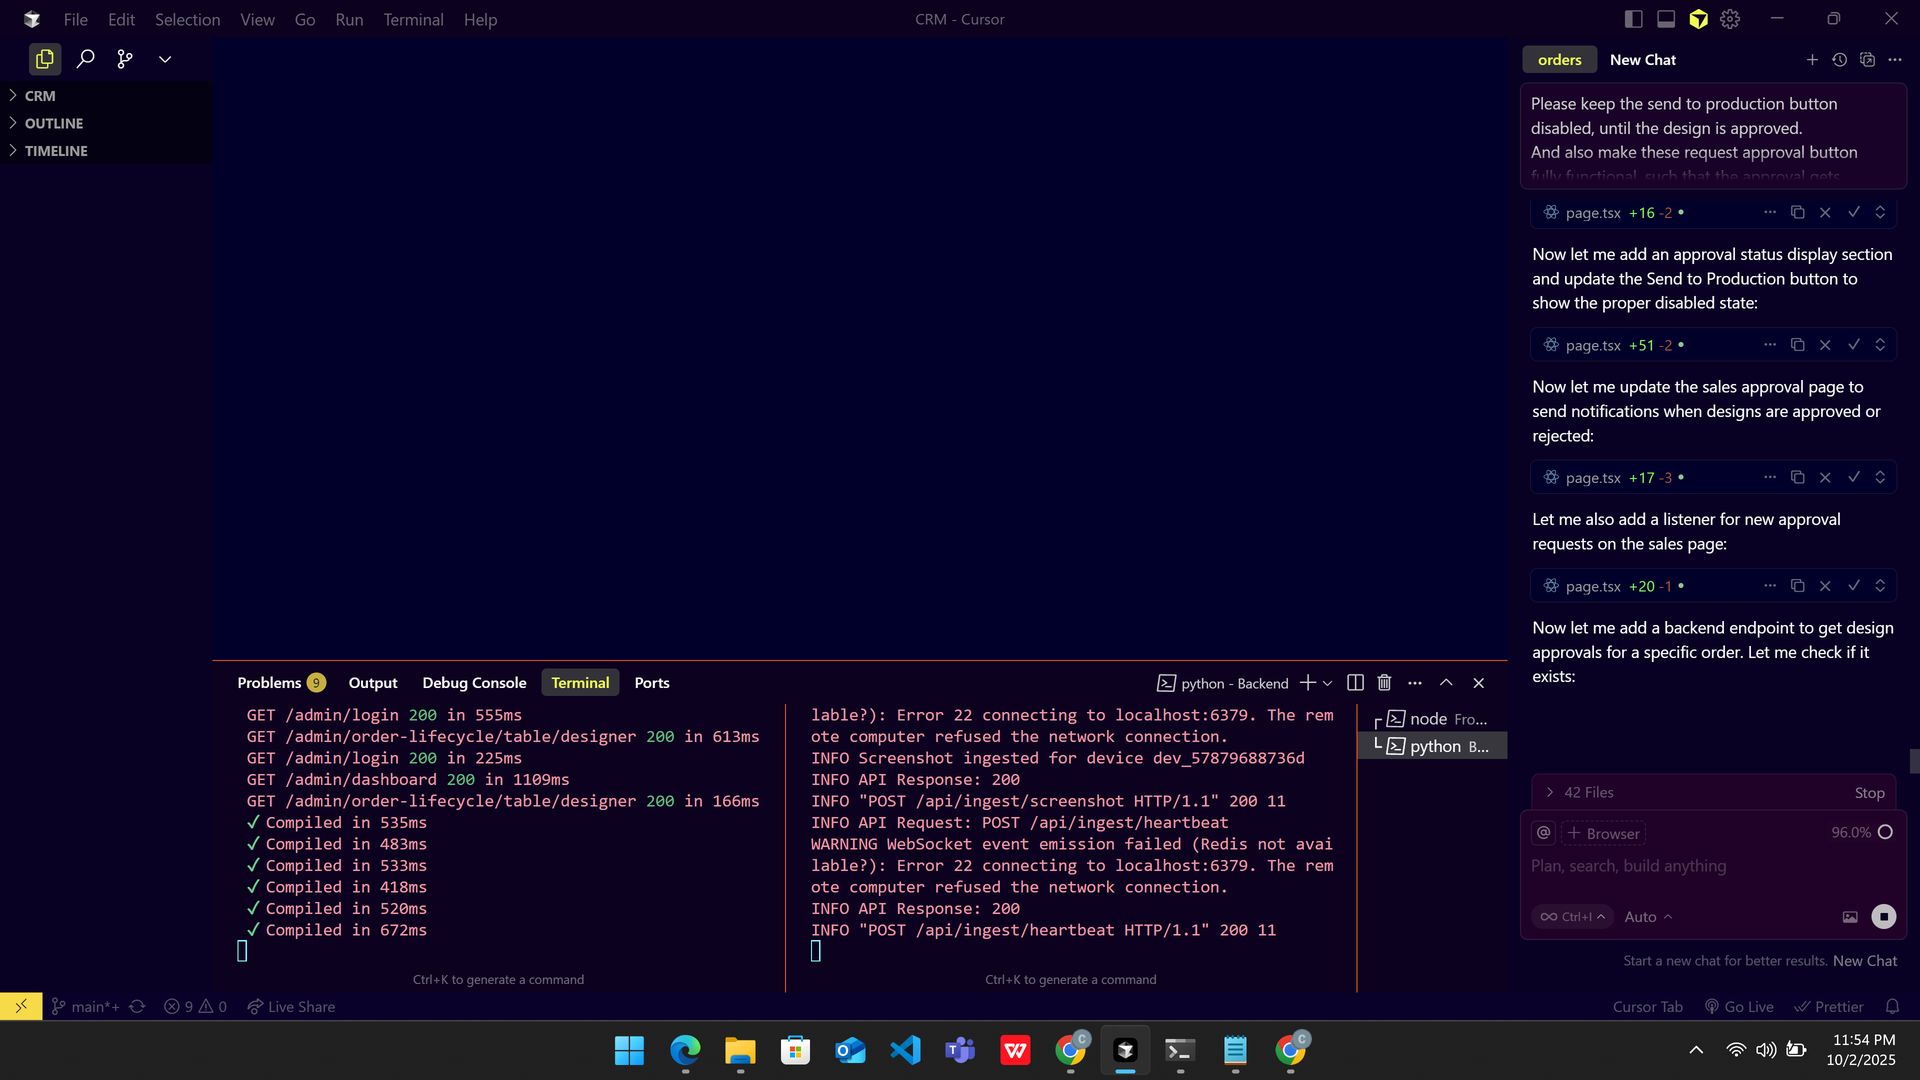 File Edit Selection View Go Run Terminal Help
CRM - Cursor
CRM
OUTLINE
TIMELINE
orders New Chat
Please keep the send to production button
disabled, until the design is approved.
And also make these request approval button
fully functional, such that the approval gets
page.tsx +16 -2
Now let me add an approval status display section
and update the Send to Production button to
show the proper disabled state:
page.tsx +51 -2
Now let me update the sales approval page to
send notifications when designs are approved or
rejected:
page.tsx +17 -3
Let me also add a listener for new approval
requests on the sales page:
page.tsx +20 -1
Now let me add a backend endpoint to get design
approvals for a specific order. Let me check if it
exists:
42 Files Stop
@ Browser 96.0%
Plan, search, build anything
Ctrl+I Auto
Start a new chat for better results. New Chat
Problems 9 Output Debug Console Terminal Ports
python - Backend
GET /admin/login 200 in 555ms
GET /admin/order-lifecycle/table/designer 200 in 613ms
GET /admin/login 200 in 225ms
GET /admin/dashboard 200 in 1109ms
GET /admin/order-lifecycle/table/designer 200 in 166ms
✓ Compiled in 535ms
✓ Compiled in 483ms
✓ Compiled in 533ms
✓ Compiled in 418ms
✓ Compiled in 520ms
✓ Compiled in 672ms
Ctrl+K to generate a command
lable?): Error 22 connecting to localhost:6379. The rem
ote computer refused the network connection.
INFO Screenshot ingested for device dev_57879688736d
INFO API Response: 200
INFO "POST /api/ingest/screenshot HTTP/1.1" 200 11
INFO API Request: POST /api/ingest/heartbeat
WARNING WebSocket event emission failed (Redis not avai
lable?): Error 22 connecting to localhost:6379. The rem
ote computer refused the network connection.
INFO API Response: 200
INFO "POST /api/ingest/heartbeat HTTP/1.1" 200 11
Ctrl+K to generate a command
node Fro...
python B...
main*+ 9 0 Live Share
Cursor Tab Go Live Prettier
11:54 PM
10/2/2025